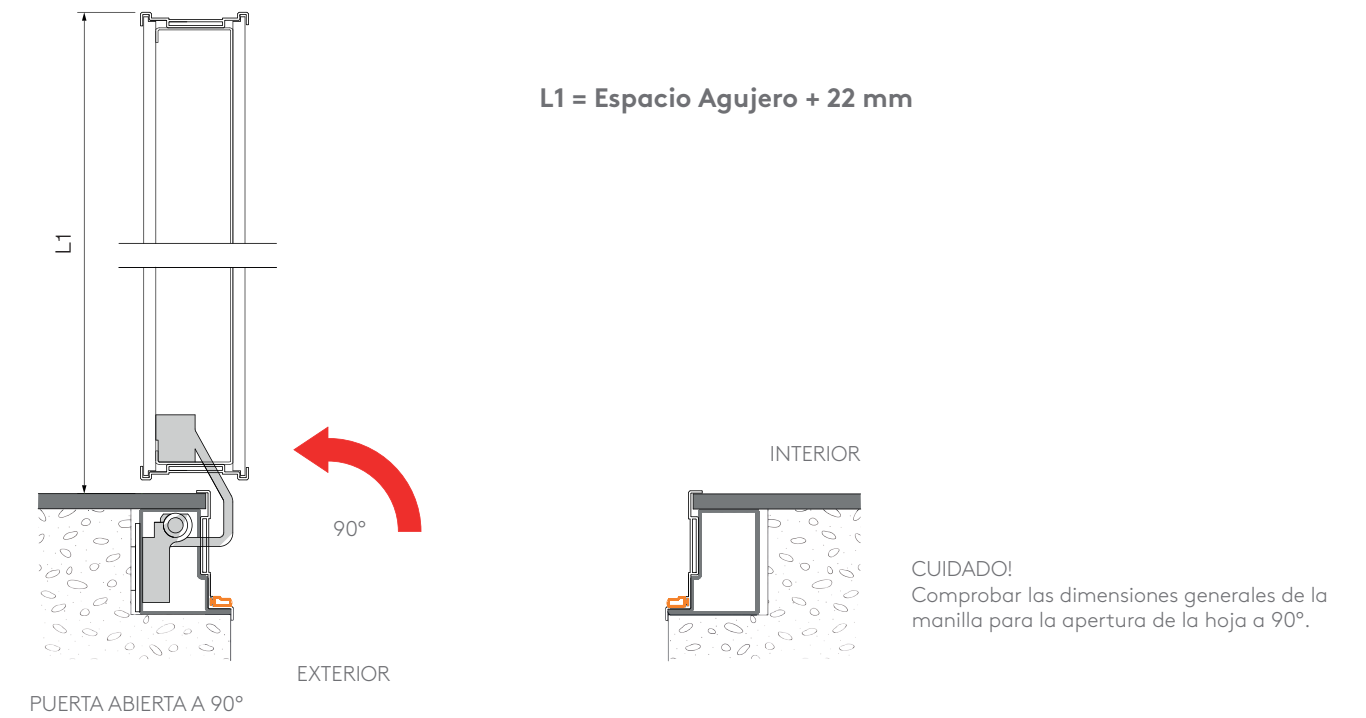 L1 = Espacio Agujero + 22 mm
L1
INTERIOR
90°
CUIDADO!
Comprobar las dimensiones generales de la
manilla para la apertura de la hoja a 90°.
EXTERIOR
PUERTA ABIERTA A 90°